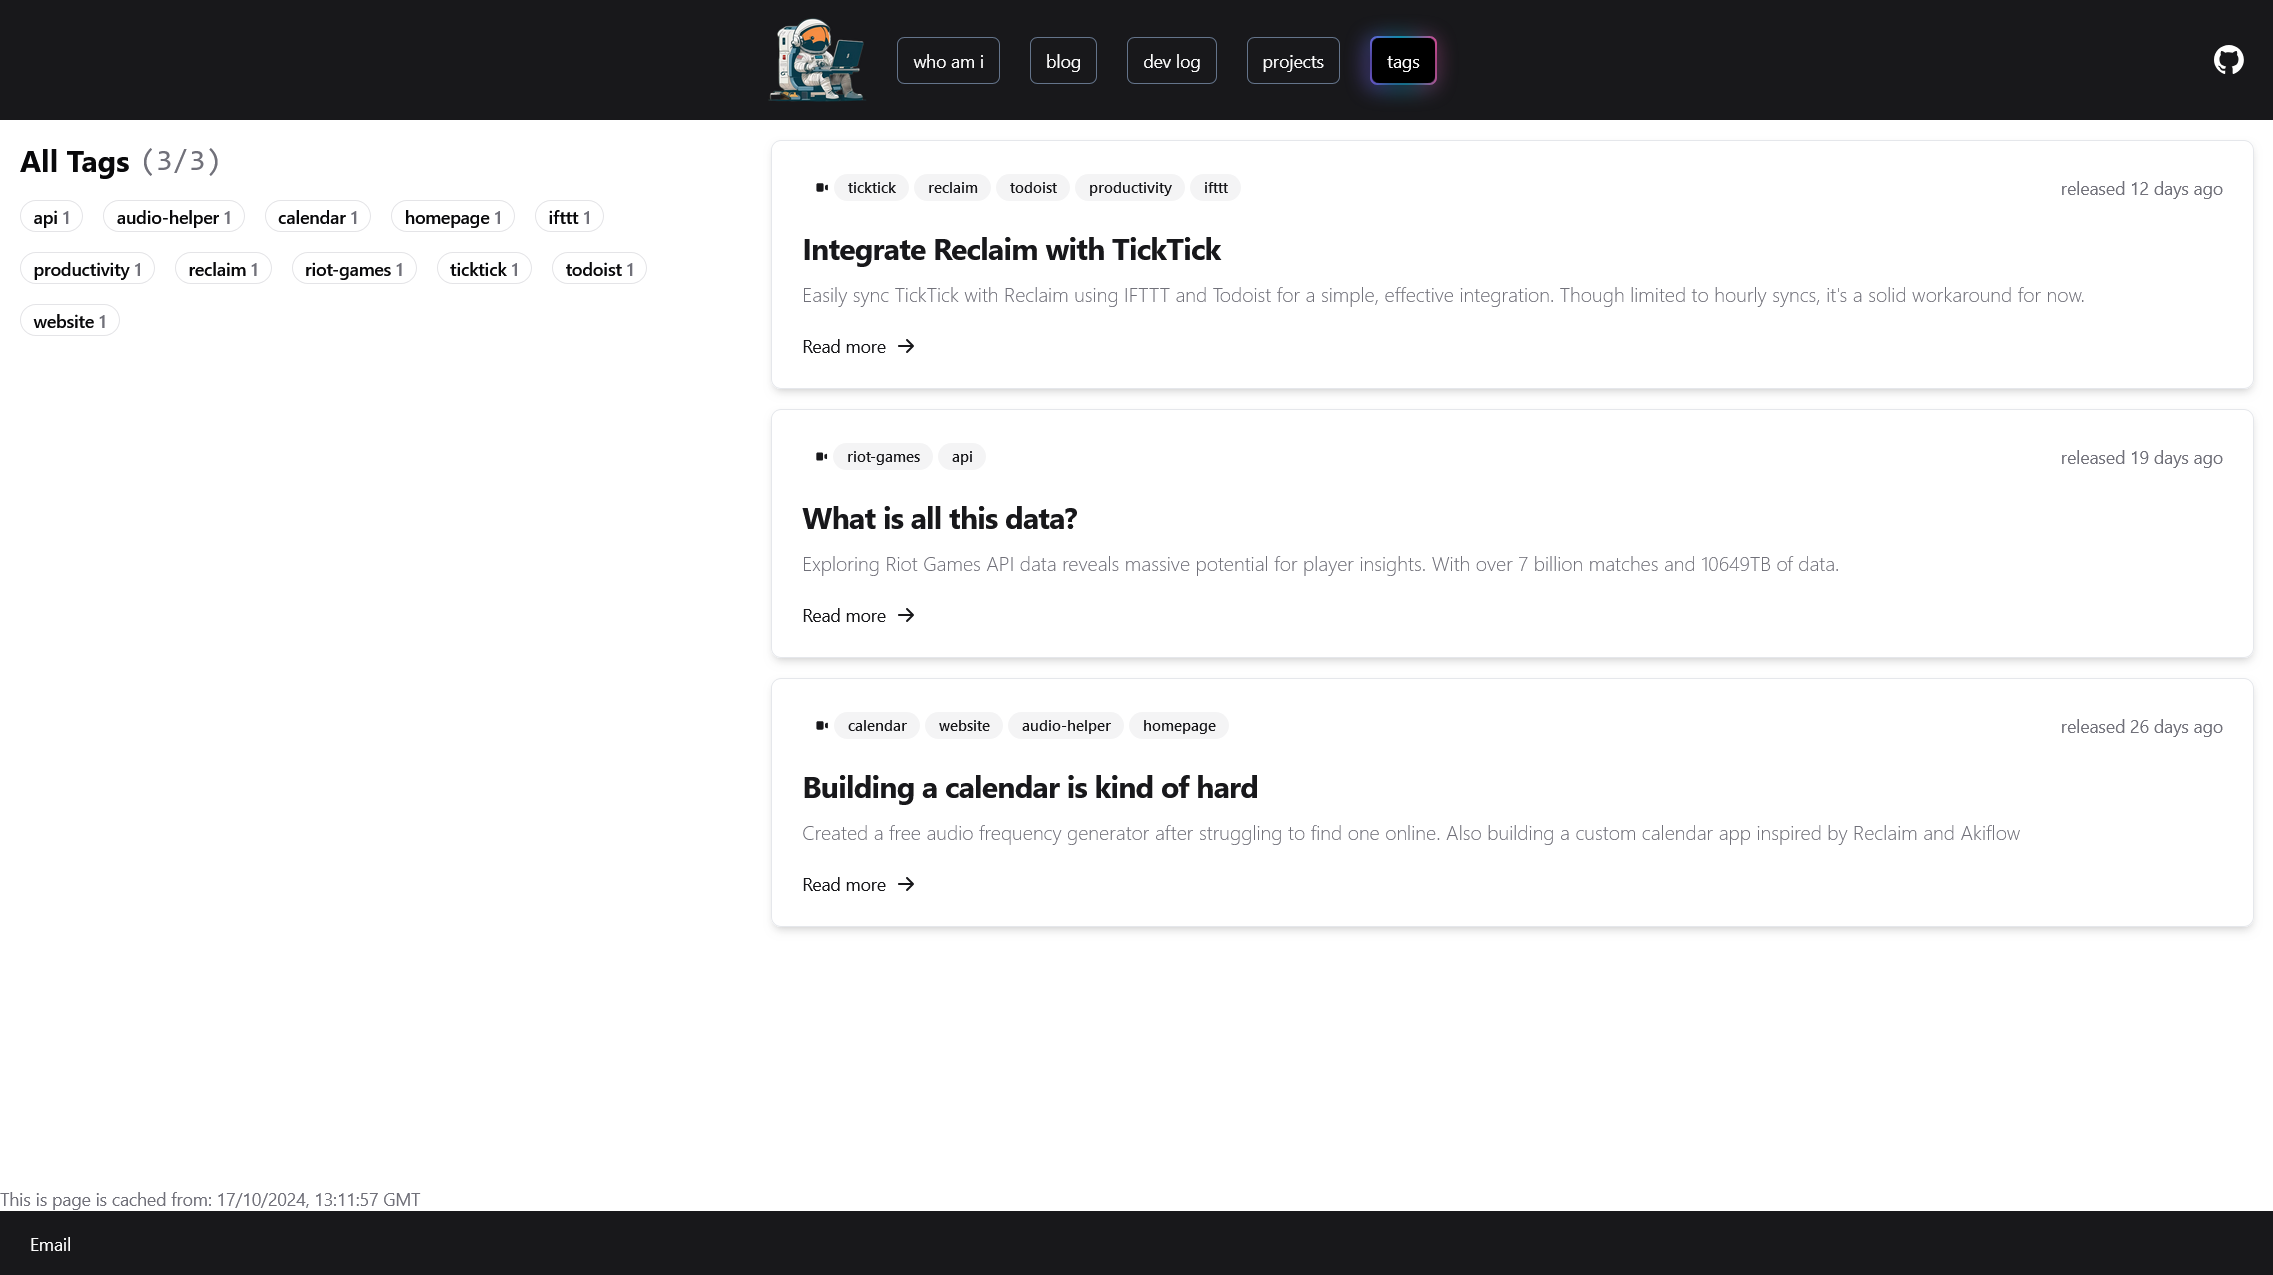 who am i
blog
dev log
projects
tags
All Tags (3/3)
api 1
audio-helper 1
calendar 1
homepage 1
ifttt 1
productivity 1
reclaim 1
riot-games 1
ticktick 1
todoist 1
website 1
ticktick reclaim todoist productivity ifttt
released 12 days ago
Integrate Reclaim with TickTick
Easily sync TickTick with Reclaim using IFTTT and Todoist for a simple, effective integration. Though limited to hourly syncs, it's a solid workaround for now.
Read more
riot-games api
released 19 days ago
What is all this data?
Exploring Riot Games API data reveals massive potential for player insights. With over 7 billion matches and 10649TB of data.
Read more
calendar website audio-helper homepage
released 26 days ago
Building a calendar is kind of hard
Created a free audio frequency generator after struggling to find one online. Also building a custom calendar app inspired by Reclaim and Akiflow
Read more
This is page is cached from: 17/10/2024, 13:11:57 GMT
Email